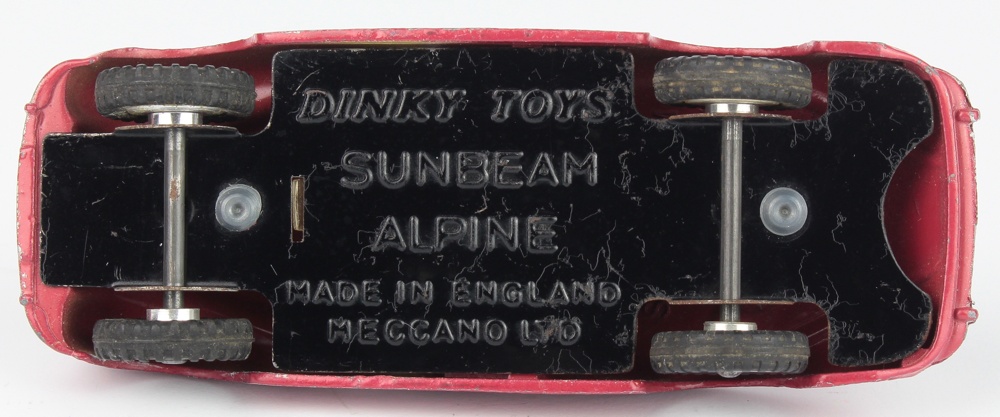 DINKY TOYS
SUNBEAM
ALPINE
MADE IN ENGLAND
MECCANO LTD